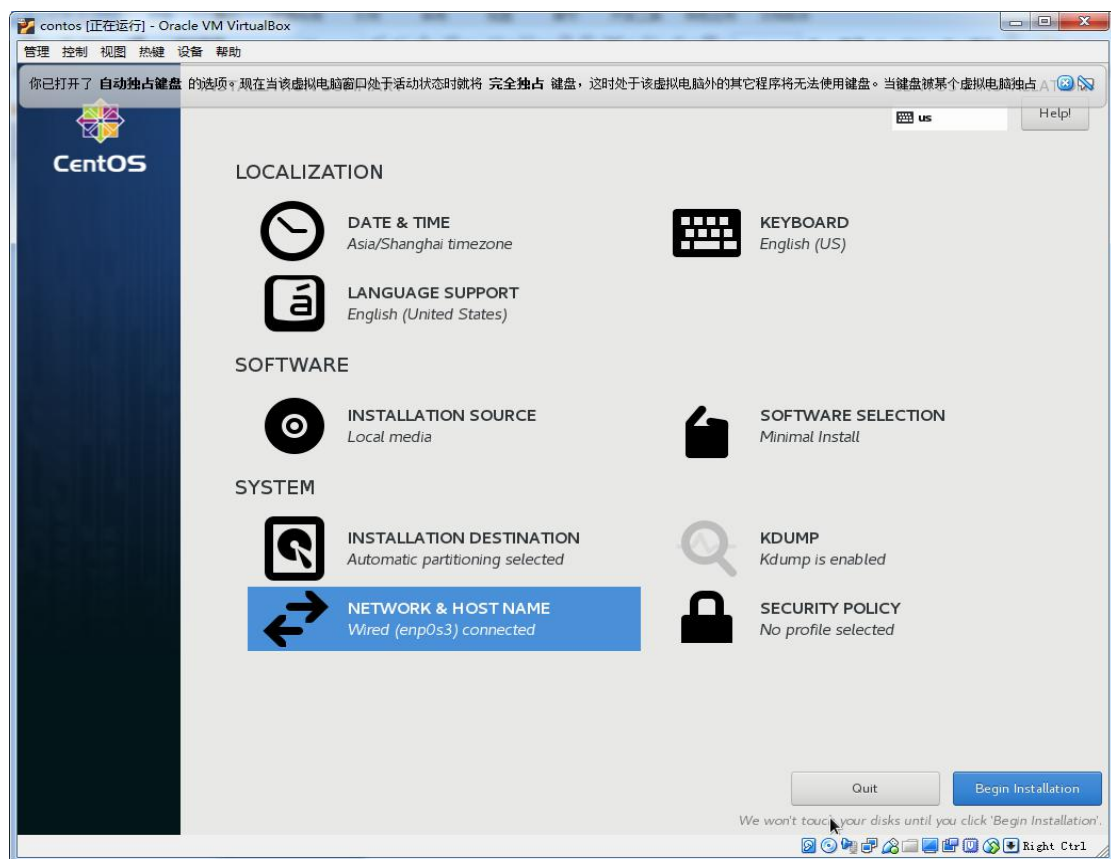 contos [正在运行] - Oracle VM VirtualBox
管理 控制 视图 热键 设备 帮助
你已打开了 自动独占键盘 的选项。现在当该虚拟电脑窗口处于活动状态时就将 完全独占 键盘，这时处于该虚拟电脑外的其它程序将无法使用键盘。当键盘被某个虚拟电脑独占
us
Help!
CentOS
LOCALIZATION
DATE & TIME
Asia/Shanghai timezone
KEYBOARD
English (US)
LANGUAGE SUPPORT
English (United States)
SOFTWARE
INSTALLATION SOURCE
Local media
SOFTWARE SELECTION
Minimal Install
SYSTEM
INSTALLATION DESTINATION
Automatic partitioning selected
KDUMP
Kdump is enabled
NETWORK & HOST NAME
Wired (enp0s3) connected
SECURITY POLICY
No profile selected
Quit
Begin Installation
We won't touch your disks until you click 'Begin Installation'.
Right Ctrl